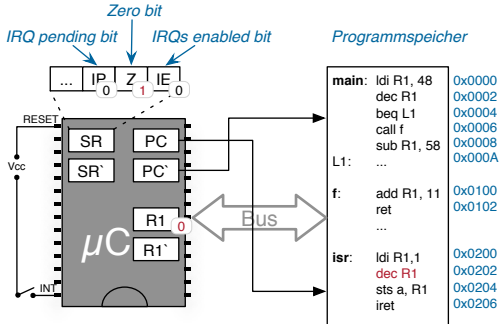 Zero bit
IRQ pending bit
IRQs enabled bit
Programmspeicher
... IP Z IE
0 1 0
RESET
SR PC
SR` PC`
Vcc
R1 0
µC
R1`
INT
Bus
main: ldi R1, 48 0x0000
dec R1 0x0002
beq L1 0x0004
call f 0x0006
sub R1, 58 0x0008
L1: ... 0x000A
f: add R1, 11 0x0100
ret 0x0102
...
isr: ldi R1,1 0x0200
dec R1 0x0202
sts a, R1 0x0204
iret 0x0206